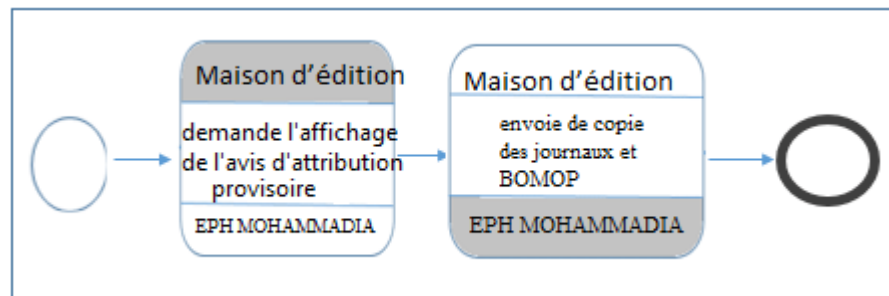 Maison d'édition
demande l'affichage
de l'avis d'attribution
provisoire
EPH MOHAMMADIA
Maison d'édition
envoie de copie
des journaux et
BOMOP
EPH MOHAMMADIA